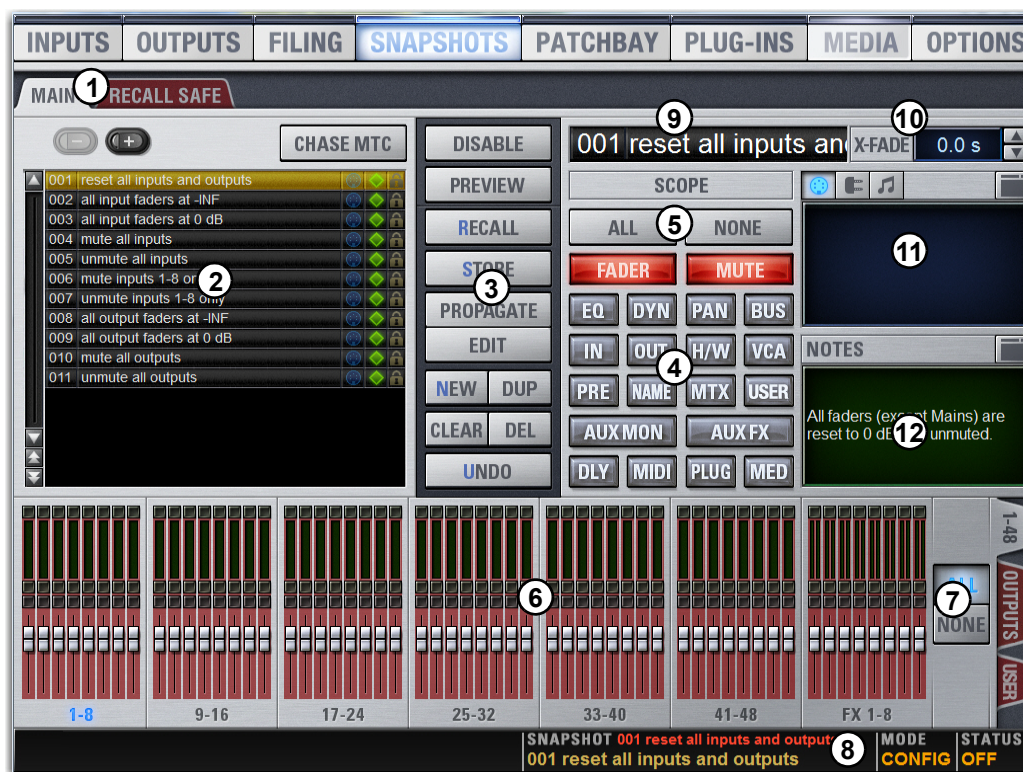 INPUTS OUTPUTS FILING SNAPSHOTS PATCHBAY PLUG-INS MEDIA OPTIONS
MAIN 1 RECALL SAFE
CHASE MTC
001 reset all inputs and outputs
002 all input faders at -INF
003 all input faders at 0 dB
004 mute all inputs
005 unmute all inputs
006 mute inputs 1-8 only
007 unmute inputs 1-8 only
008 all output faders at -INF
009 all output faders at 0 dB
010 mute all outputs
011 unmute all outputs
2
DISABLE
PREVIEW
RECALL
STORE
3
PROPAGATE
EDIT
NEW DUP
CLEAR DEL
UNDO
9
001 reset all inputs an
10
X-FADE 0.0 s
SCOPE
ALL 5 NONE
FADER MUTE
EQ DYN PAN BUS
IN OUT H/W VCA
4
PRE NAME MTX USER
AUX MON AUX FX
DLY MIDI PLUG MED
11
NOTES
All faders (except Mains) are
reset to 0 dB unmuted.
12
6
1-8 9-16 17-24 25-32 33-40 41-48 FX 1-8
ALL
7
NONE
1-48
OUTPUTS
USER
SNAPSHOT 001 reset all inputs and outputs
001 reset all inputs and outputs
8
MODE
CONFIG
STATUS
OFF